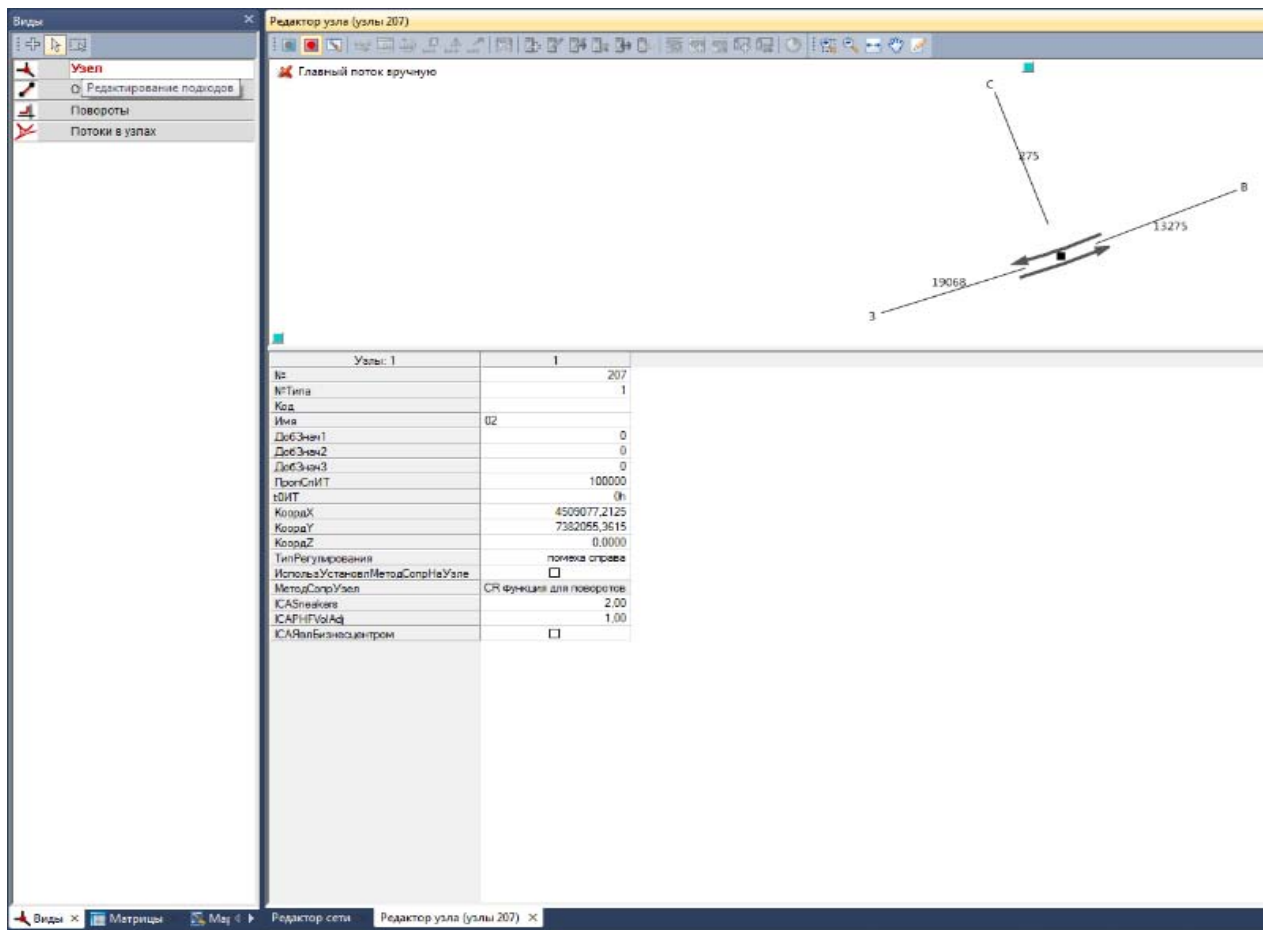 Виды
Редактор узла (узлы 207)
Узел
О
Редактирование подходов
Повороты
Потоки в узлах
Главный поток вручную
С
275
В
13275
19068
З
Узлы: 1 1
№ 207
№Типа 1
Код
Имя 02
ДобЗнач1 0
ДобЗнач2 0
ДобЗнач3 0
ПропСпИТ 100000
t0ИТ 0h
КоордX 4509077,2125
КоордY 7382055,3615
КоордZ 0,0000
ТипРегулирования помеха справа
ИспользУстановлМетодСопрНаУзле
МетодСопрУзел CR Функция для поворотов
ICASneakers 2,00
ICAPHFVolAdj 1,00
ICAЯвлБизнесцентром
Виды Матрицы Мар Редактор сети Редактор узла (узлы 207)